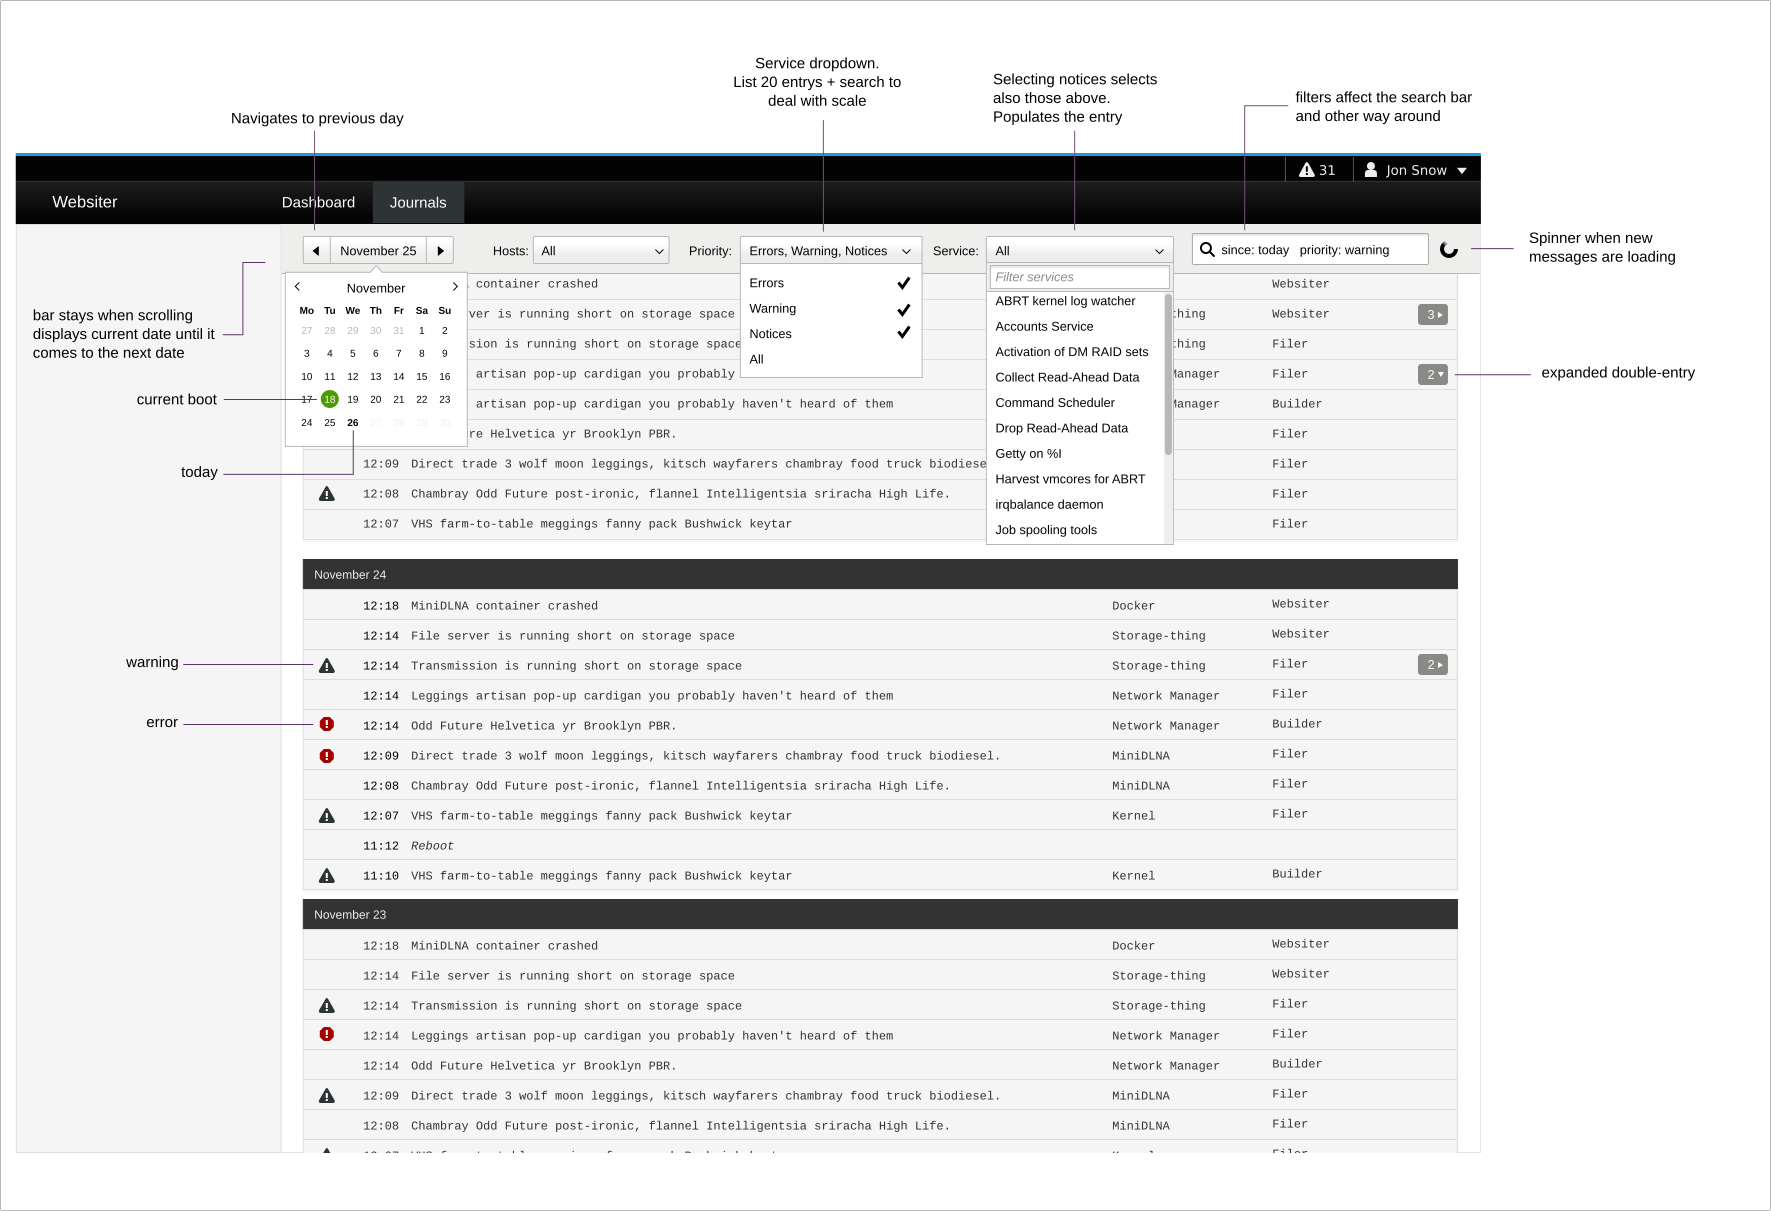 Service dropdown.
List 20 entrys + search to
deal with scale
Selecting notices selects
also those above.
Populates the entry
filters affect the search bar
and other way around
Navigates to previous day
31 Jon Snow
Websiter Dashboard Journals
November 25 Hosts: All Priority: Errors, Warning, Notices Service: All since: today priority: warning
Spinner when new
messages are loading
bar stays when scrolling
displays current date until it
comes to the next date
current boot
today
expanded double-entry
November
Mo Tu We Th Fr Sa Su
27 28 29 30 31 1 2
3 4 5 6 7 8 9
10 11 12 13 14 15 16
17 18 19 20 21 22 23
24 25 26 27 28 29 30
Errors
Warning
Notices
All
Filter services
ABRT kernel log watcher
Accounts Service
Activation of DM RAID sets
Collect Read-Ahead Data
Command Scheduler
Drop Read-Ahead Data
Getty on %I
Harvest vmcores for ABRT
irqbalance daemon
Job spooling tools
container crashed Websiter
ver is running short on storage space thing Websiter 3
sion is running short on storage space thing Filer
artisan pop-up cardigan you probably Manager Filer 2
artisan pop-up cardigan you probably haven't heard of them Manager Builder
re Helvetica yr Brooklyn PBR. Filer
12:09 Direct trade 3 wolf moon leggings, kitsch wayfarers chambray food truck biodiese Filer
12:08 Chambray Odd Future post-ironic, flannel Intelligentsia sriracha High Life. Filer
12:07 VHS farm-to-table meggings fanny pack Bushwick keytar Filer
November 24
12:18 MiniDLNA container crashed Docker Websiter
12:14 File server is running short on storage space Storage-thing Websiter
warning
12:14 Transmission is running short on storage space Storage-thing Filer 2
12:14 Leggings artisan pop-up cardigan you probably haven't heard of them Network Manager Filer
error
12:14 Odd Future Helvetica yr Brooklyn PBR. Network Manager Builder
12:09 Direct trade 3 wolf moon leggings, kitsch wayfarers chambray food truck biodiesel. MiniDLNA Filer
12:08 Chambray Odd Future post-ironic, flannel Intelligentsia sriracha High Life. MiniDLNA Filer
12:07 VHS farm-to-table meggings fanny pack Bushwick keytar Kernel Filer
11:12 Reboot
11:10 VHS farm-to-table meggings fanny pack Bushwick keytar Kernel Builder
November 23
12:18 MiniDLNA container crashed Docker Websiter
12:14 File server is running short on storage space Storage-thing Websiter
12:14 Transmission is running short on storage space Storage-thing Filer
12:14 Leggings artisan pop-up cardigan you probably haven't heard of them Network Manager Filer
12:14 Odd Future Helvetica yr Brooklyn PBR. Network Manager Builder
12:09 Direct trade 3 wolf moon leggings, kitsch wayfarers chambray food truck biodiesel. MiniDLNA Filer
12:08 Chambray Odd Future post-ironic, flannel Intelligentsia sriracha High Life. MiniDLNA Filer